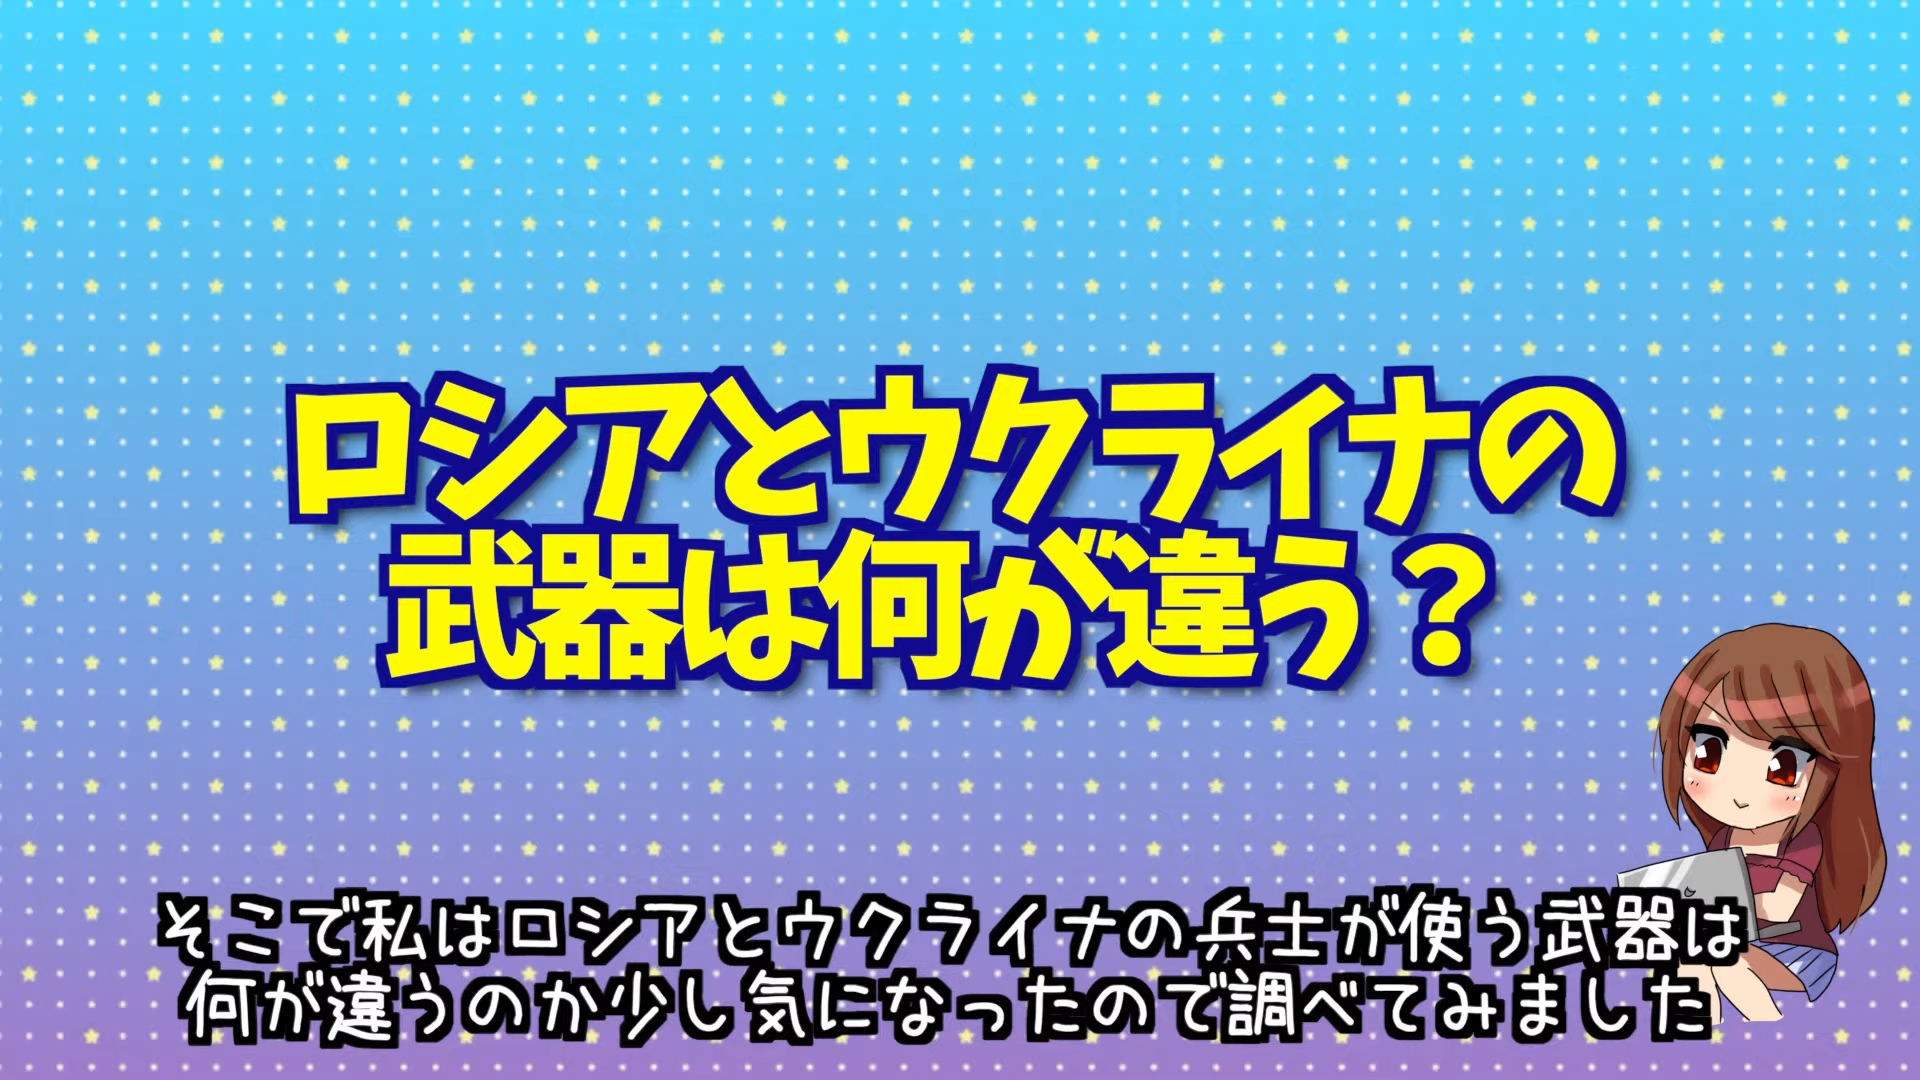 ロシアとウクライナの
武器は何が違う？
そこで私はロシアとウクライナの兵士が使う武器は
何が違うのか少し気になったので調べてみました